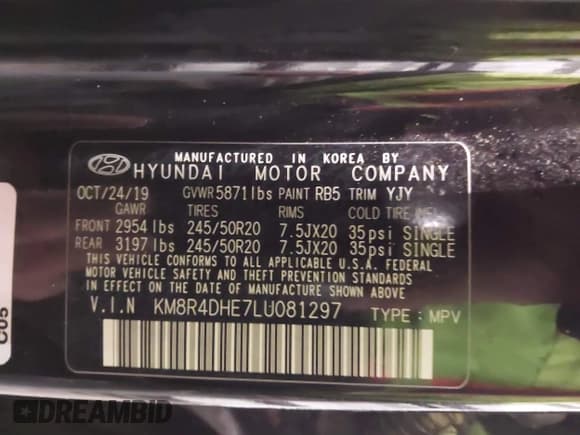 MANUFACTURED IN KOREA BY
HYUNDAI MOTOR COMPANY
OCT/24/19 GVWR 5871lbs PAINT RB5 TRIM YJY
GAWR TIRES RIMS COLD TIRE INFL
FRONT 2954 lbs 245/50R20 7.5JX20 35psi SINGLE
REAR 3197 lbs 245/50R20 7.5JX20 35psi SINGLE
THIS VEHICLE CONFORMS TO ALL APPLICABLE U.S.A. FEDERAL
MOTOR VEHICLE SAFETY AND THEFT PREVENTION STANDARDS
IN EFFECT ON THE DATE OF MANUFACTURE SHOWN ABOVE.
V.I.N KM8R4DHE7LU081297 TYPE : MPV
C05
DREAMBID